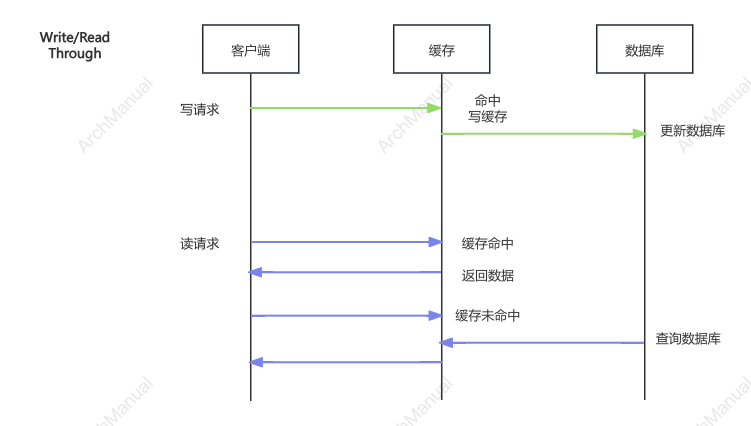 Write/Read
Through
客户端
缓存
数据库
写请求
命中
写缓存
更新数据库
读请求
缓存命中
返回数据
缓存未命中
查询数据库
ArchManual
ArchManual
ArchManual
ArchManual
ArchManual
ArchManual